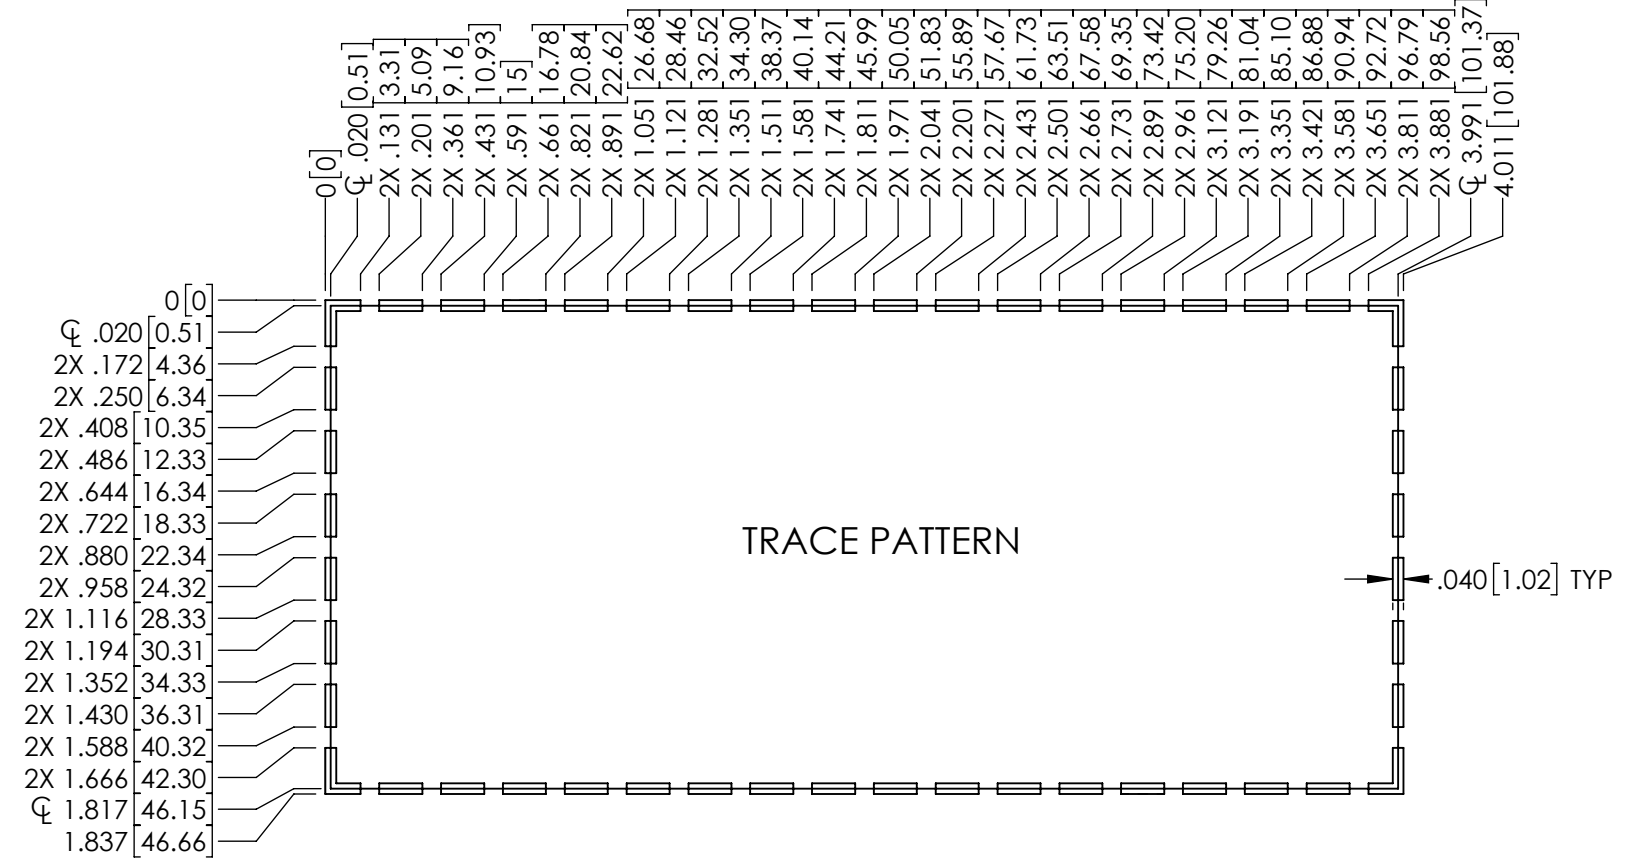 0[0]
℄ .020[0.51]
2X .131[3.31]
2X .201[5.09]
2X .361[9.16]
2X .431[10.93]
2X .591[15]
2X .661[16.78]
2X .821[20.84]
2X .891[22.62]
2X 1.051[26.68]
2X 1.121[28.46]
2X 1.281[32.52]
2X 1.351[34.30]
2X 1.511[38.37]
2X 1.581[40.14]
2X 1.741[44.21]
2X 1.811[45.99]
2X 1.971[50.05]
2X 2.041[51.83]
2X 2.201[55.89]
2X 2.271[57.67]
2X 2.431[61.73]
2X 2.501[63.51]
2X 2.661[67.58]
2X 2.731[69.35]
2X 2.891[73.42]
2X 2.961[75.20]
2X 3.121[79.26]
2X 3.191[81.04]
2X 3.351[85.10]
2X 3.421[86.88]
2X 3.581[90.94]
2X 3.651[92.72]
2X 3.811[96.79]
2X 3.881[98.56]
℄ 3.991[101.37]
4.011[101.88]
0[0]
℄ .020[0.51]
2X .172[4.36]
2X .250[6.34]
2X .408[10.35]
2X .486[12.33]
2X .644[16.34]
2X .722[18.33]
2X .880[22.34]
2X .958[24.32]
2X 1.116[28.33]
2X 1.194[30.31]
2X 1.352[34.33]
2X 1.430[36.31]
2X 1.588[40.32]
2X 1.666[42.30]
℄ 1.817[46.15]
1.837[46.66]
TRACE PATTERN
.040[1.02] TYP